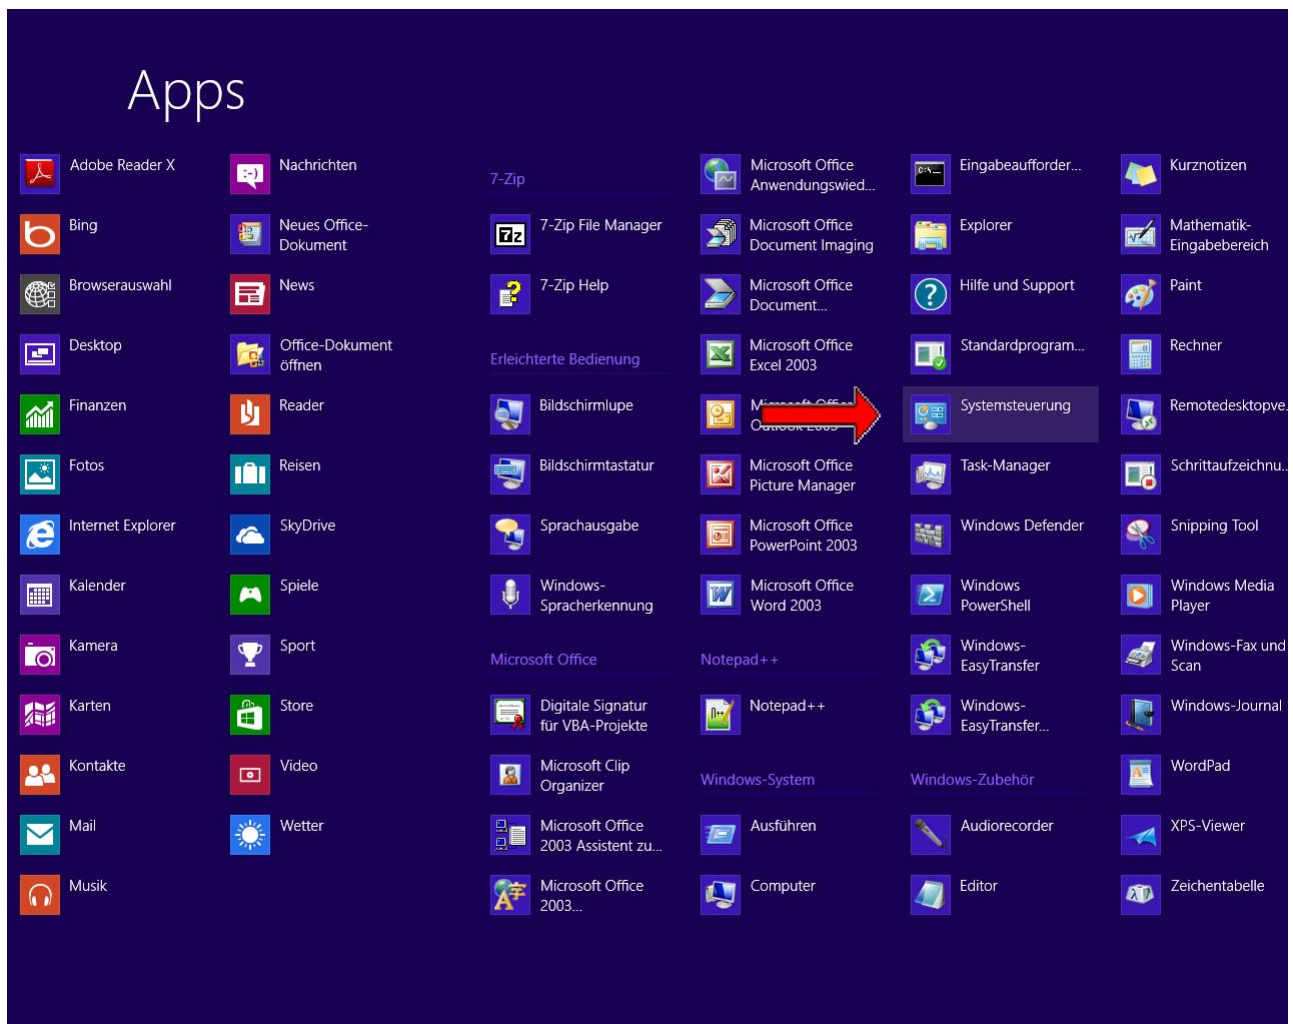 Apps
Adobe Reader X
Bing
Browserauswahl
Desktop
Finanzen
Fotos
Internet Explorer
Kalender
Kamera
Karten
Kontakte
Mail
Musik
Nachrichten
Neues Office-
Dokument
News
Office-Dokument
öffnen
Reader
Reisen
SkyDrive
Spiele
Sport
Store
Video
Wetter
7-Zip
7-Zip File Manager
7-Zip Help
Erleichterte Bedienung
Bildschirmlupe
Bildschirmtastatur
Sprachausgabe
Windows-
Spracherkennung
Microsoft Office
Digitale Signatur
für VBA-Projekte
Microsoft Clip
Organizer
Microsoft Office
2003 Assistent zu...
Microsoft Office
2003...
Microsoft Office
Anwendungswied...
Microsoft Office
Document Imaging
Microsoft Office
Document...
Microsoft Office
Excel 2003
Microsoft Office
Outlook 2003
Microsoft Office
Picture Manager
Microsoft Office
PowerPoint 2003
Microsoft Office
Word 2003
Notepad++
Notepad++
Windows-System
Ausführen
Computer
Eingabeaufforder...
Explorer
Hilfe und Support
Standardprogram...
Systemsteuerung
Task-Manager
Windows Defender
Windows
PowerShell
Windows-
EasyTransfer
Windows-
EasyTransfer...
Windows-Zubehör
Audiorecorder
Editor
Kurznotizen
Mathematik-
Eingabebereich
Paint
Rechner
Remotedesktopve.
Schrittaufzeichnu..
Snipping Tool
Windows Media
Player
Windows-Fax und
Scan
Windows-Journal
WordPad
XPS-Viewer
Zeichentabelle